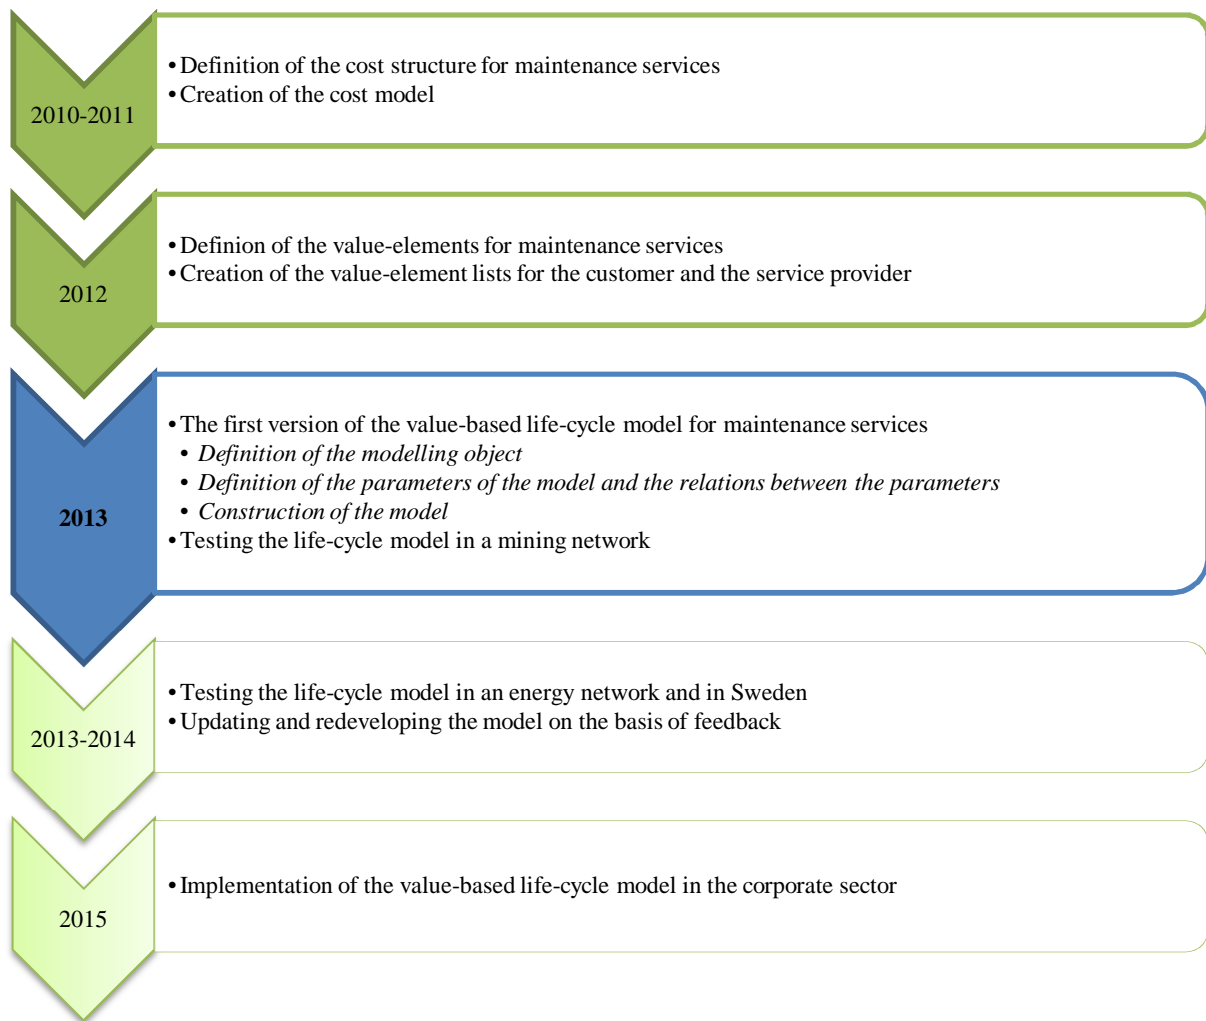 2010-2011
• Definition of the cost structure for maintenance services
• Creation of the cost model
2012
• Definion of the value-elements for maintenance services
• Creation of the value-element lists for the customer and the service provider
2013
• The first version of the value-based life-cycle model for maintenance services
• Definition of the modelling object
• Definition of the parameters of the model and the relations between the parameters
• Construction of the model
• Testing the life-cycle model in a mining network
2013-2014
• Testing the life-cycle model in an energy network and in Sweden
• Updating and redeveloping the model on the basis of feedback
2015
• Implementation of the value-based life-cycle model in the corporate sector